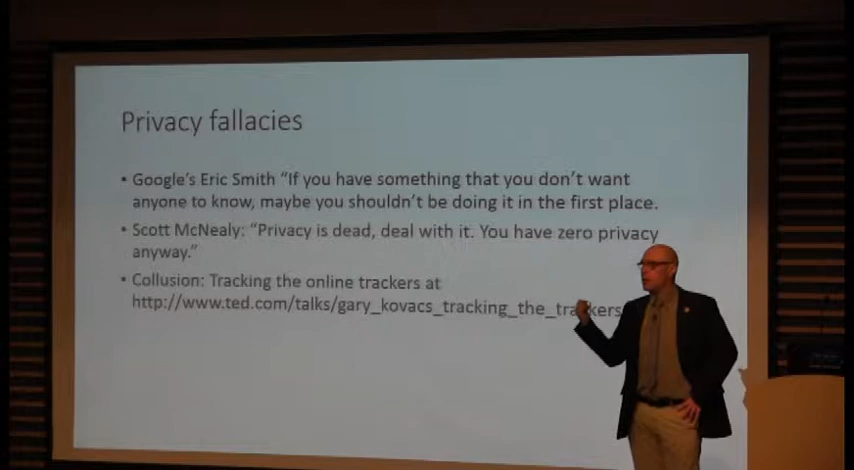 Privacy fallacies
• Google's Eric Smith "If you have something that you don't want
anyone to know, maybe you shouldn't be doing it in the first place.
• Scott McNealy: "Privacy is dead, deal with it. You have zero privacy
anyway."
• Collusion: Tracking the online trackers at
http://www.ted.com/talks/gary_kovacs_tracking_the_trackers